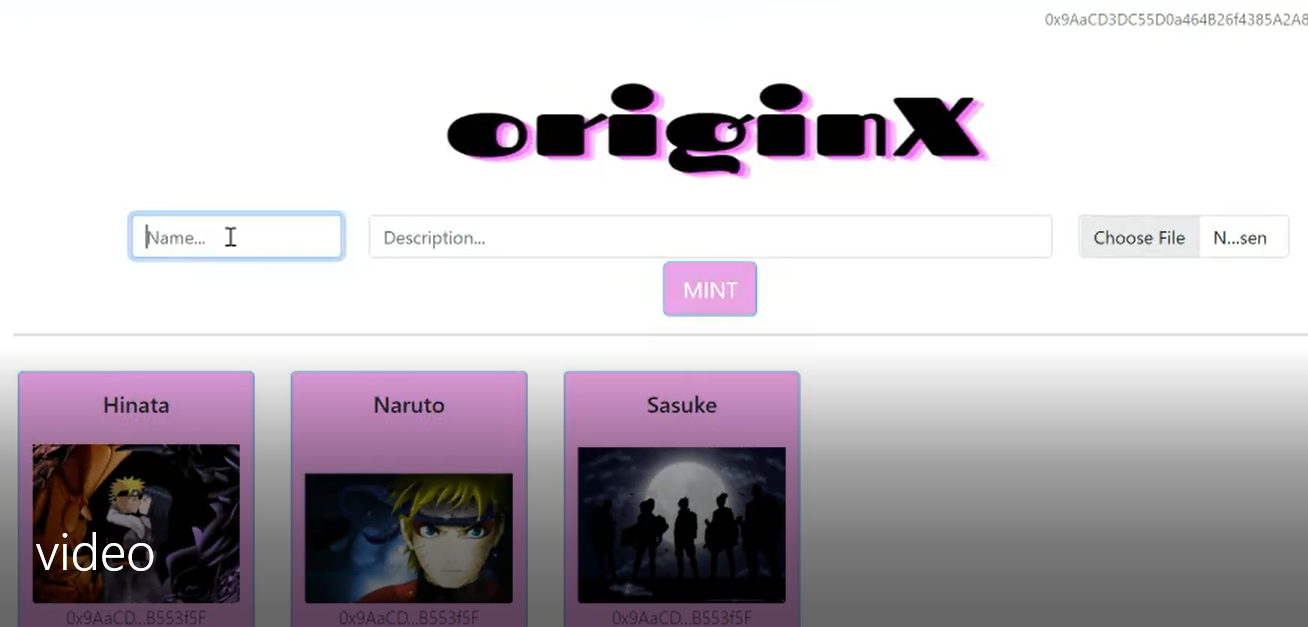 0x9AaCD3DC55D0a464B26f4385A2A8
originX
Name...
Description...
Choose File N...sen
MINT
Hinata
Naruto
Sasuke
video
0x9AaCD...B553f5F
0x9AaCD...B553f5F
0x9AaCD...B553f5F